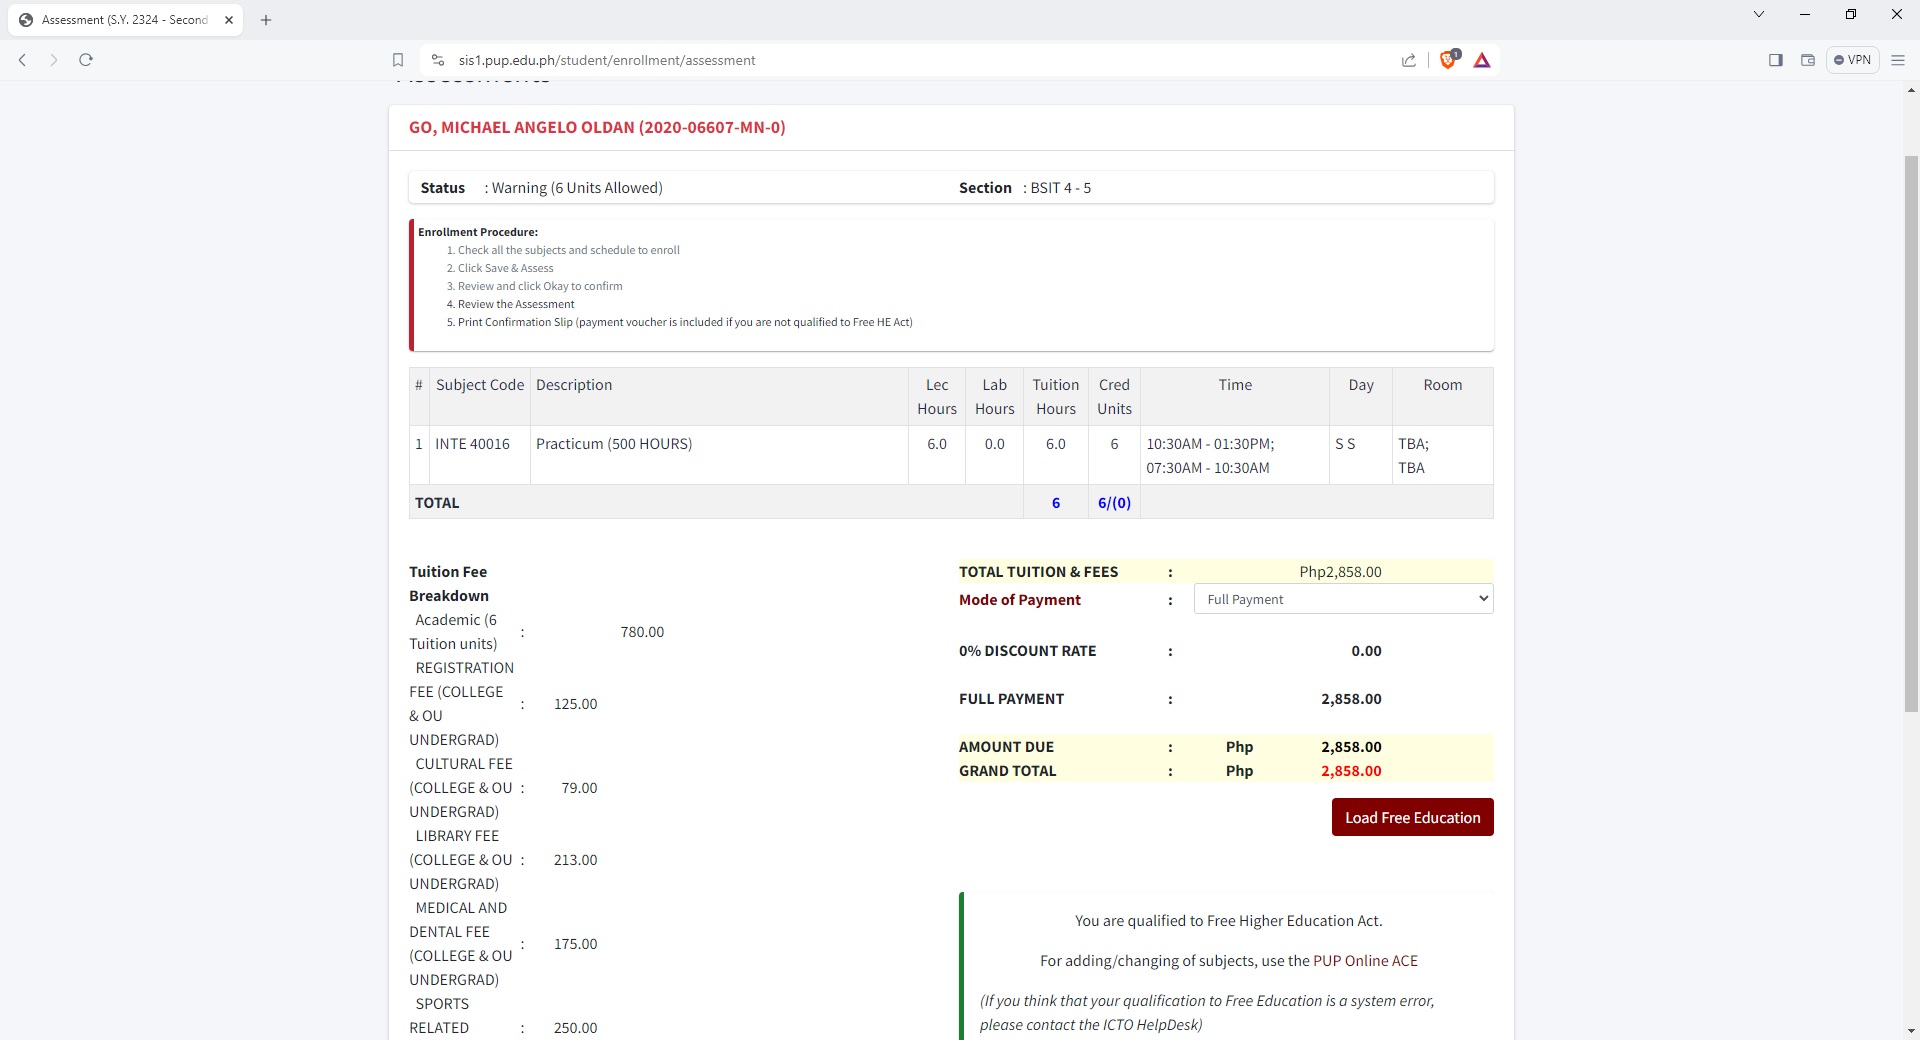 Assessment (S.Y. 2324 - Second
sis1.pup.edu.ph/student/enrollment/assessment
1
VPN
GO, MICHAEL ANGELO OLDAN (2020-06607-MN-0)
Status : Warning (6 Units Allowed) Section : BSIT 4 - 5
Enrollment Procedure:
1. Check all the subjects and schedule to enroll
2. Click Save & Assess
3. Review and click Okay to confirm
4. Review the Assessment
5. Print Confirmation Slip (payment voucher is included if you are not qualified to Free HE Act)
# Subject Code Description Lec Hours Lab Hours Tuition Hours Cred Units Time Day Room
1 INTE 40016 Practicum (500 HOURS) 6.0 0.0 6.0 6 10:30AM - 01:30PM; S S TBA;
07:30AM - 10:30AM TBA
TOTAL 6 6/(0)
Tuition Fee
Breakdown
Academic (6
Tuition units) : 780.00
REGISTRATION
FEE (COLLEGE
& OU : 125.00
UNDERGRAD)
CULTURAL FEE
(COLLEGE & OU : 79.00
UNDERGRAD)
LIBRARY FEE
(COLLEGE & OU : 213.00
UNDERGRAD)
MEDICAL AND
DENTAL FEE
(COLLEGE & OU : 175.00
UNDERGRAD)
SPORTS
RELATED : 250.00
TOTAL TUITION & FEES : Php2,858.00
Mode of Payment : Full Payment
0% DISCOUNT RATE : 0.00
FULL PAYMENT : 2,858.00
AMOUNT DUE : Php 2,858.00
GRAND TOTAL : Php 2,858.00
Load Free Education
You are qualified to Free Higher Education Act.
For adding/changing of subjects, use the PUP Online ACE
(If you think that your qualification to Free Education is a system error,
please contact the ICTO HelpDesk)